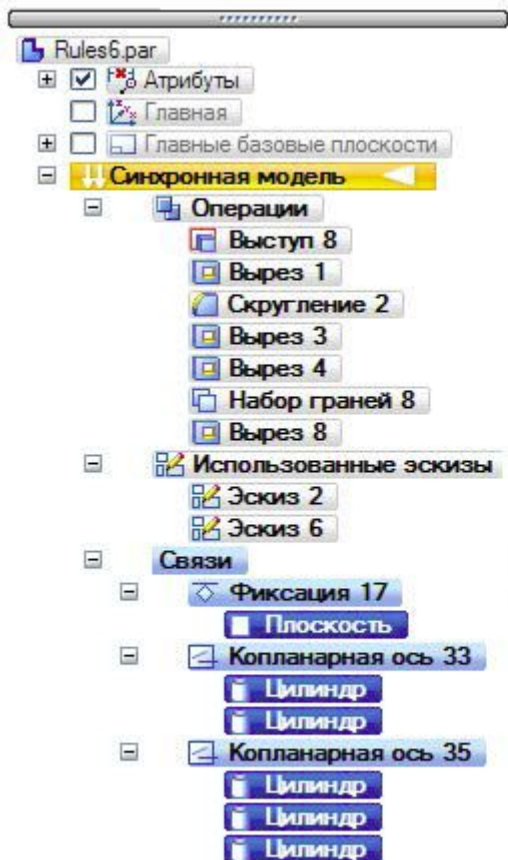 Rules6.par
Атрибуты
Главная
Главные базовые плоскости
Синхронная модель
Операции
Выступ 8
Вырез 1
Скругление 2
Вырез 3
Вырез 4
Набор граней 8
Вырез 8
Использованные эскизы
Эскиз 2
Эскиз 6
Связи
Фиксация 17
Плоскость
Копланарная ось 33
Цилиндр
Цилиндр
Копланарная ось 35
Цилиндр
Цилиндр
Цилиндр